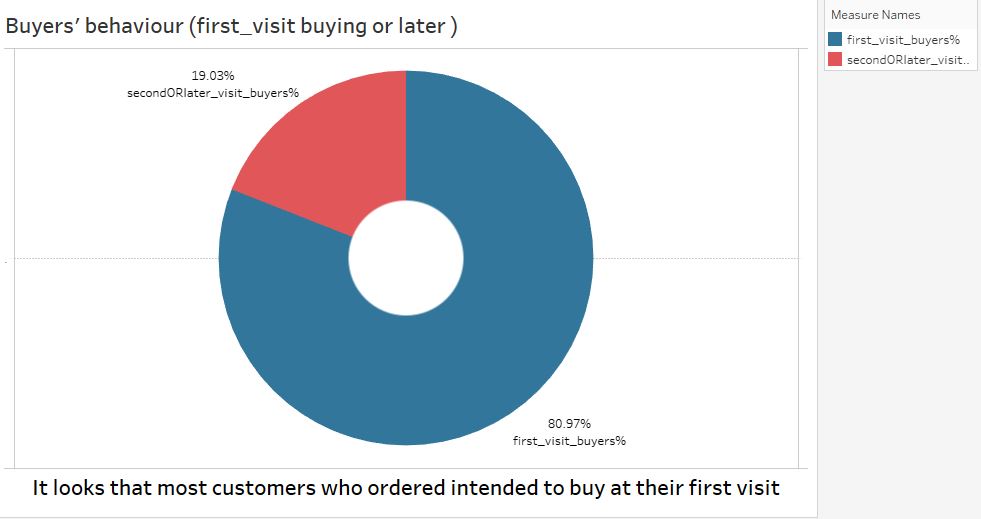 Buyers' behaviour (first_visit buying or later )
Measure Names
first_visit_buyers%
secondORlater_visit..
19.03%
secondORlater_visit_buyers%
80.97%
first_visit_buyers%
It looks that most customers who ordered intended to buy at their first visit